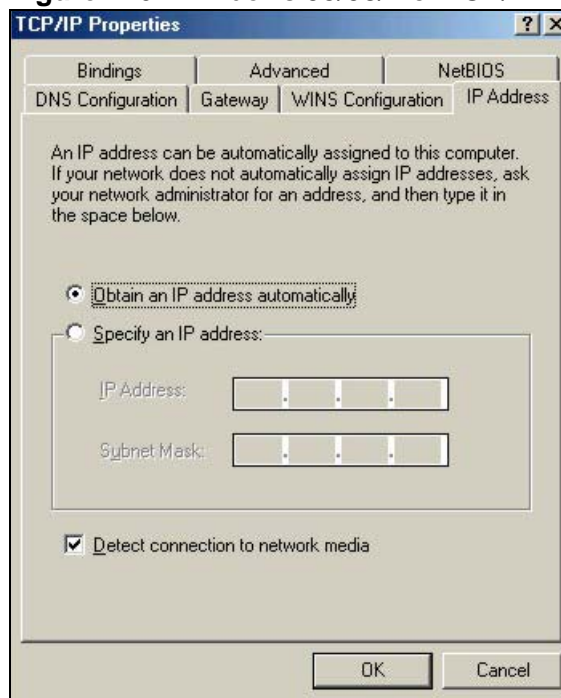 TCP/IP Properties
Bindings Advanced NetBIOS
DNS Configuration Gateway WINS Configuration IP Address
An IP address can be automatically assigned to this computer.
If your network does not automatically assign IP addresses, ask
your network administrator for an address, and then type it in
the space below.
Obtain an IP address automatically
Specify an IP address:
IP Address:
Subnet Mask:
Detect connection to network media
OK Cancel